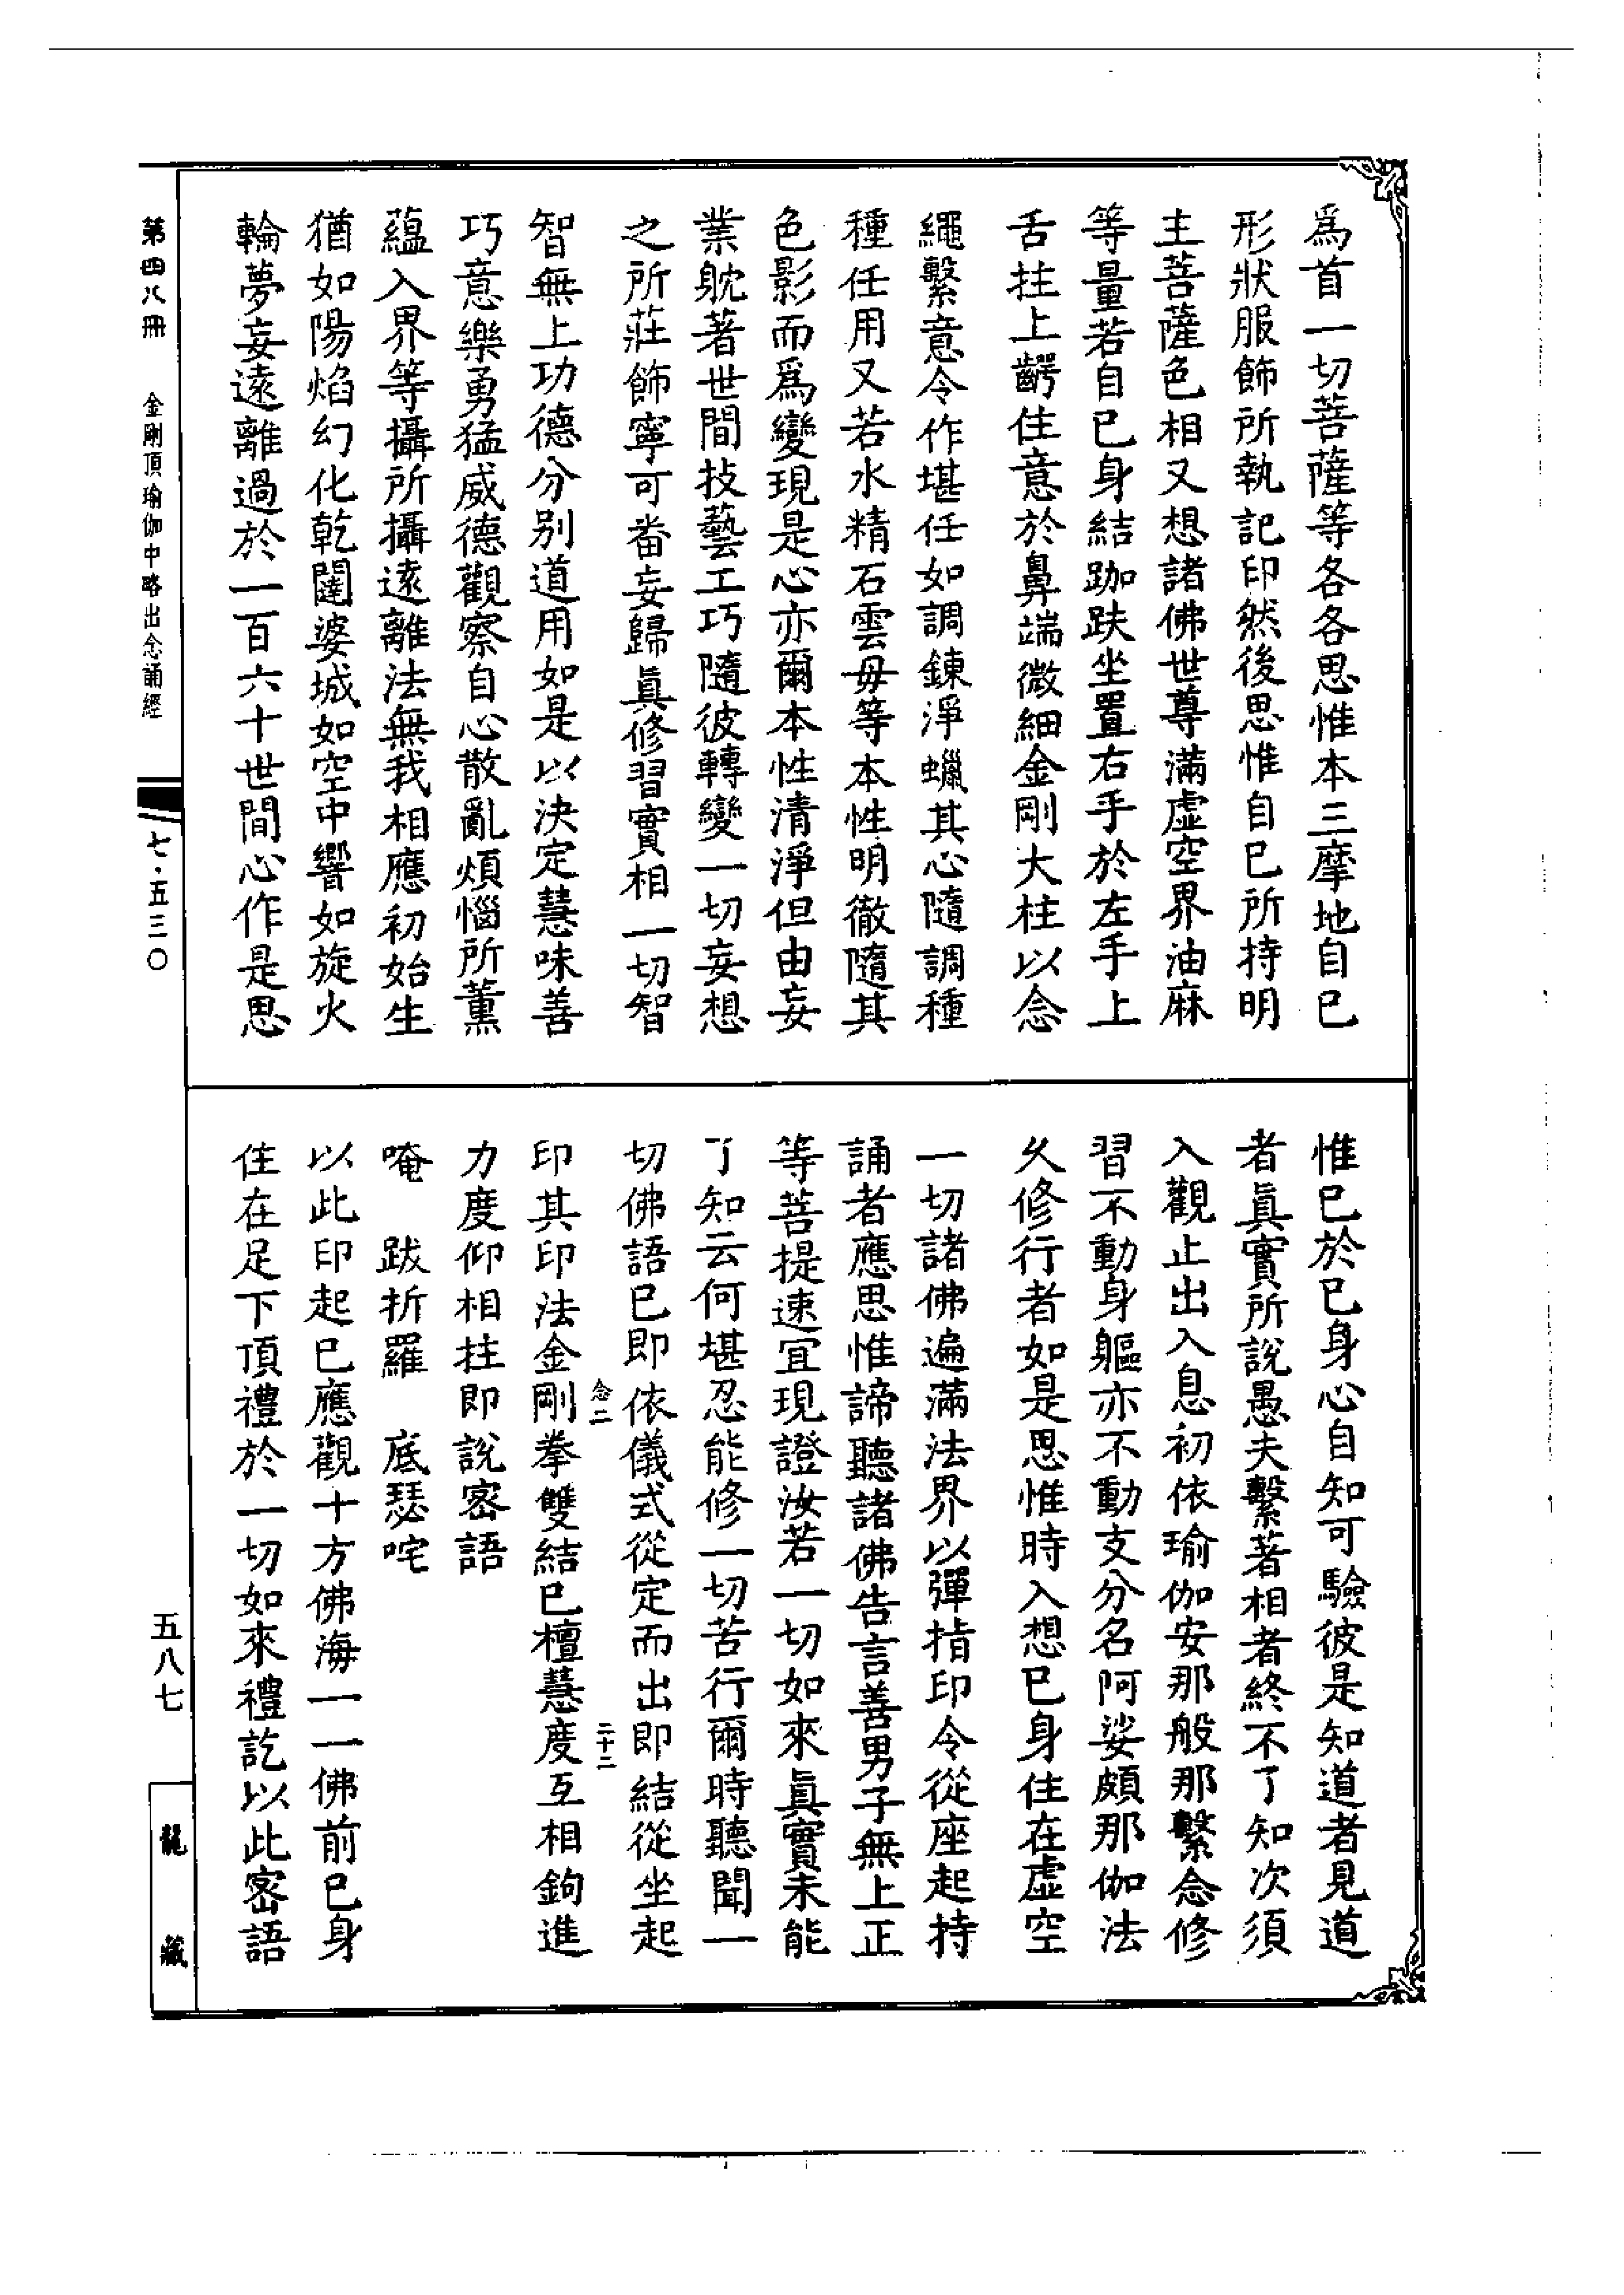 爲首一切菩薩等各各思惟本三摩地自已
形狀服飾所執記印然後思惟自已所持明
主菩薩色相又想諸佛世尊滿虛空界油麻
等量若自已身結跏趺坐置右手於左手上
舌拄上齶住意於鼻端微細金剛大柱以念
繩繫意令作堪任如調鍊淨蠟其心隨調種
種任用又若水精石雲母等本性明徹隨其
色影而爲變現是心亦爾本性清淨但由妄
業躭著世間技藝工巧隨彼轉變一切妄想
之所莊飾寧可畨妄歸眞修習實相一切智
智無上功德分别道用如是以決定慧味善
巧意樂勇猛威德觀察自心散亂煩惱所薰
蘊入界等攝所攝遠離法無我相應初始生
猶如陽焰幻化乾闥婆城如空中響如旋火
輪夢妄遠離過於一百六十世間心作是思
惟已於已身心自知可驗彼是知道者見道
者眞實所說愚夫繫著相者終不了知次須
入觀止出入息初依瑜伽安那般那繫念修
習不動身軀亦不動支分名阿娑頗那伽法
久修行者如是思惟時入想已身住在虛空
一切諸佛遍滿法界以彈指印令從座起持
誦者應思惟諦聽諸佛告言善男子無上正
等菩提速宜現證汝若一切如來眞實未能
了知云何堪忍能修一切苦行爾時聽聞一
切佛語已即依儀式從定而出即結從坐起
念二
二十二
印其印法金剛拳雙結已檀慧度互相鉤進
力度仰相拄即說密語
唵 跋折羅 底瑟咤
以此印起已應觀十方佛海一一佛前已身
住在足下頂禮於一切如來禮訖以此密語
第四八冊 金剛頂瑜伽中略出念誦經
七·五三〇
五八七
龍藏